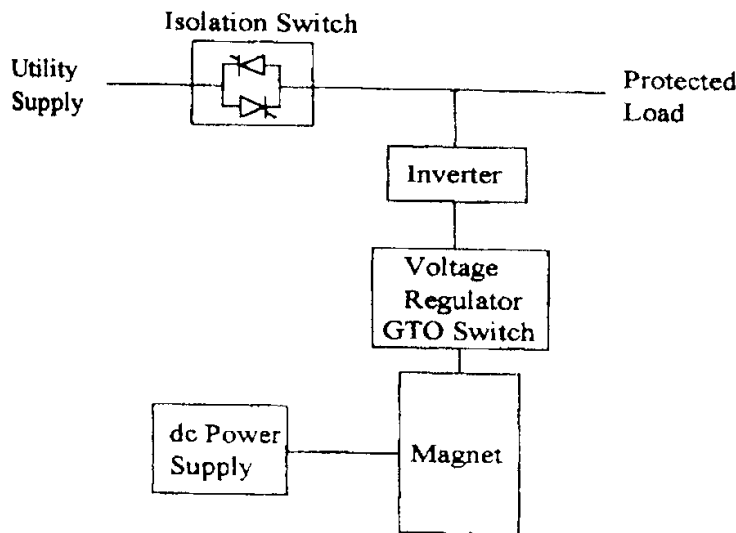 Isolation Switch
Utility
Supply
Protected
Load
Inverter
Voltage
Regulator
GTO Switch
dc Power
Supply
Magnet